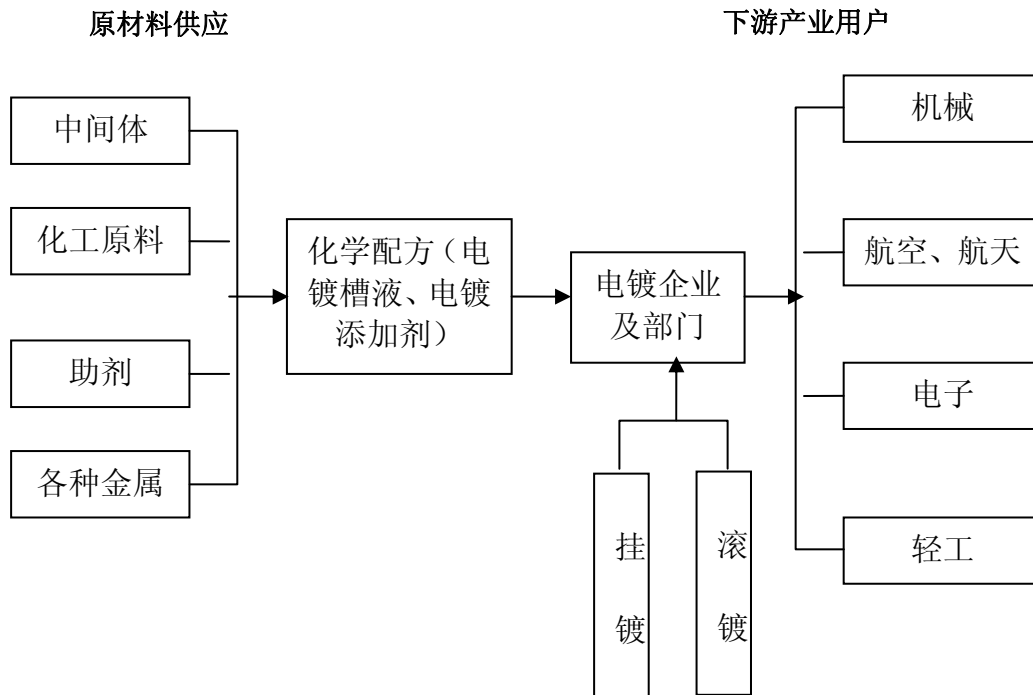 原材料供应
下游产业用户
中间体
化工原料
助剂
各种金属
化学配方（电
镀槽液、电镀
添加剂）
电镀企业
及部门
挂
镀
滚
镀
机械
航空、航天
电子
轻工